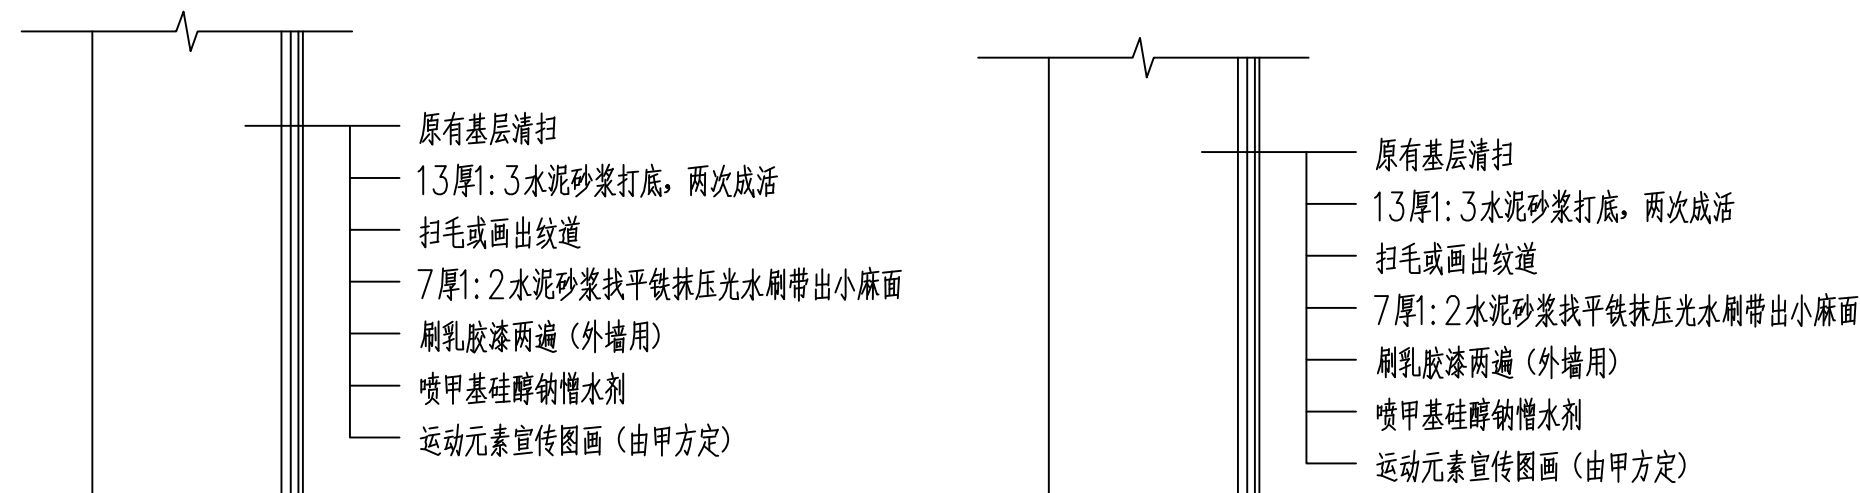 原有基层清扫
13厚1:3水泥砂浆打底，两次成活
扫毛或画出纹道
7厚1:2水泥砂浆找平铁抹压光水刷带出小麻面
刷乳胶漆两遍（外墙用）
喷甲基硅醇钠憎水剂
运动元素宣传图画（由甲方定）
原有基层清扫
13厚1:3水泥砂浆打底，两次成活
扫毛或画出纹道
7厚1:2水泥砂浆找平铁抹压光水刷带出小麻面
刷乳胶漆两遍（外墙用）
喷甲基硅醇钠憎水剂
运动元素宣传图画（由甲方定）